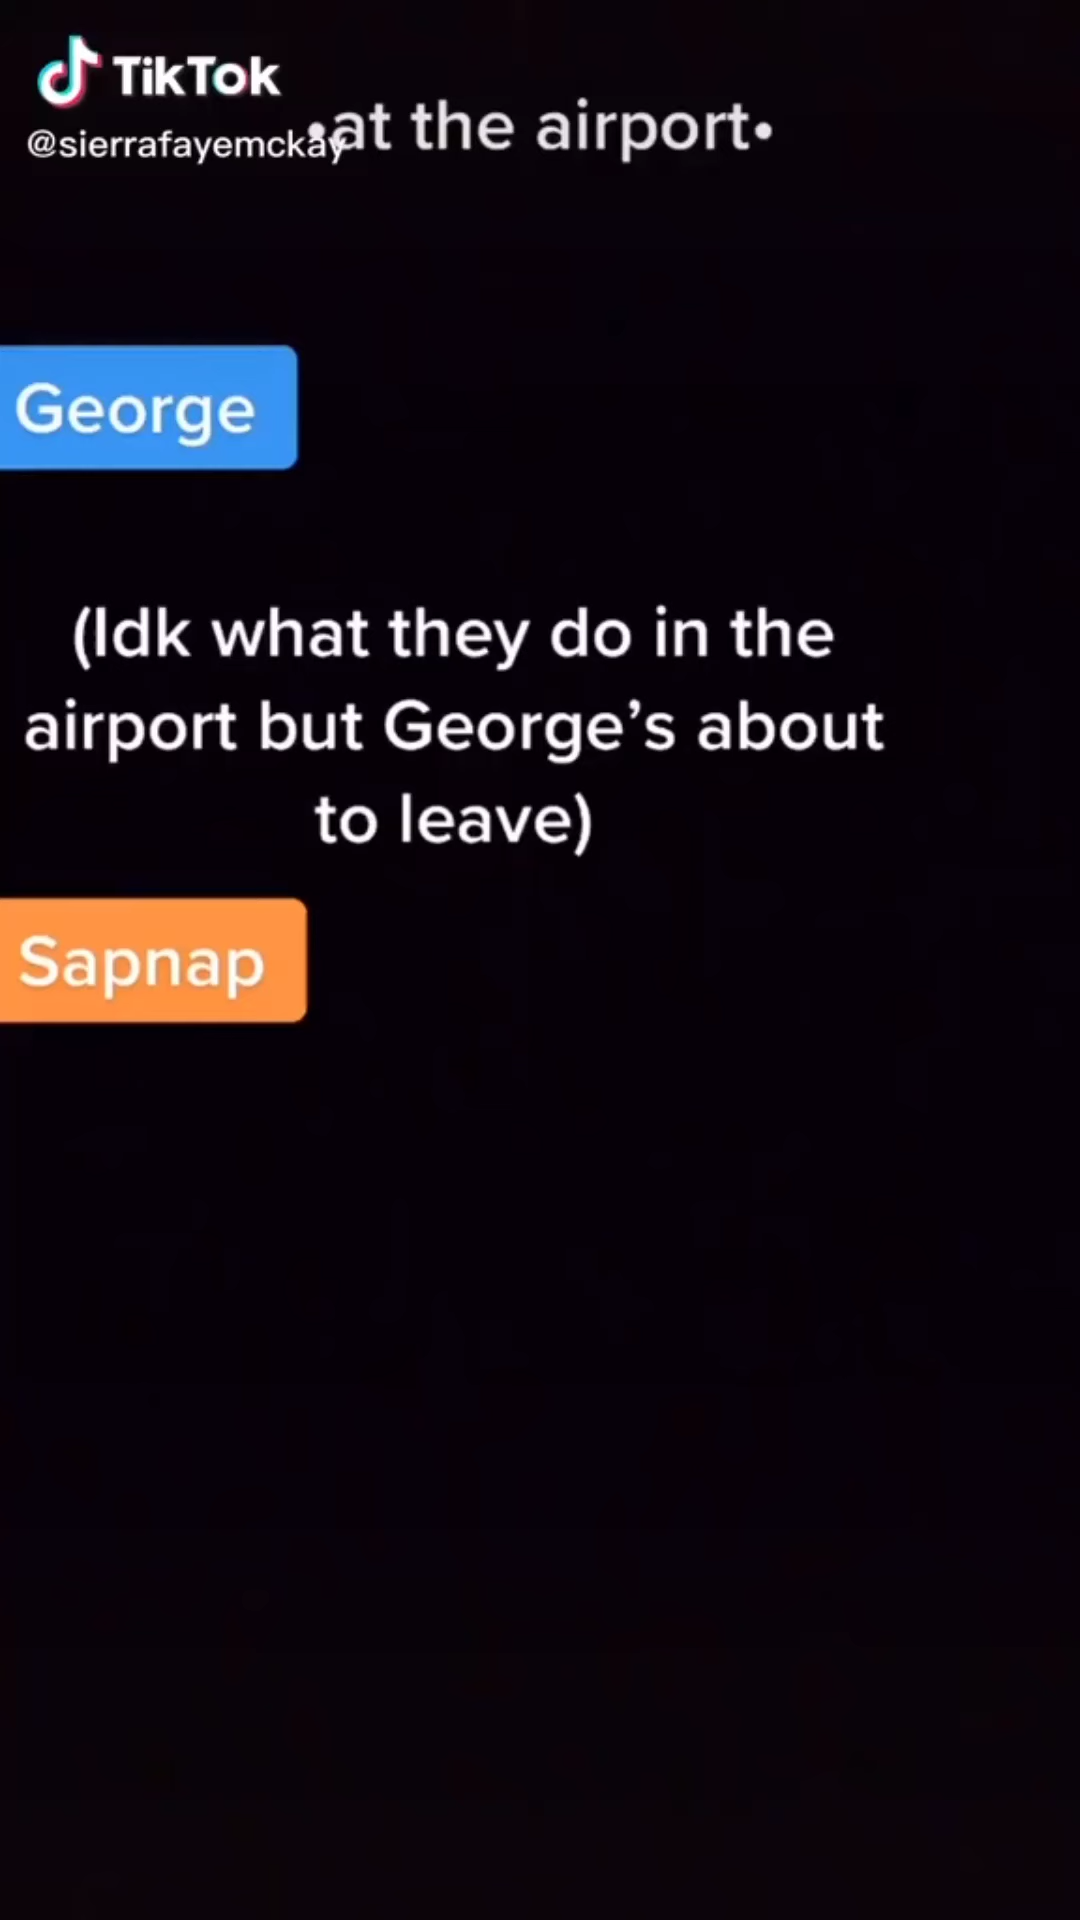 TikTok
@sierrafayemckay
•at the airport•
George
(Idk what they do in the
airport but George’s about
to leave)
Sapnap